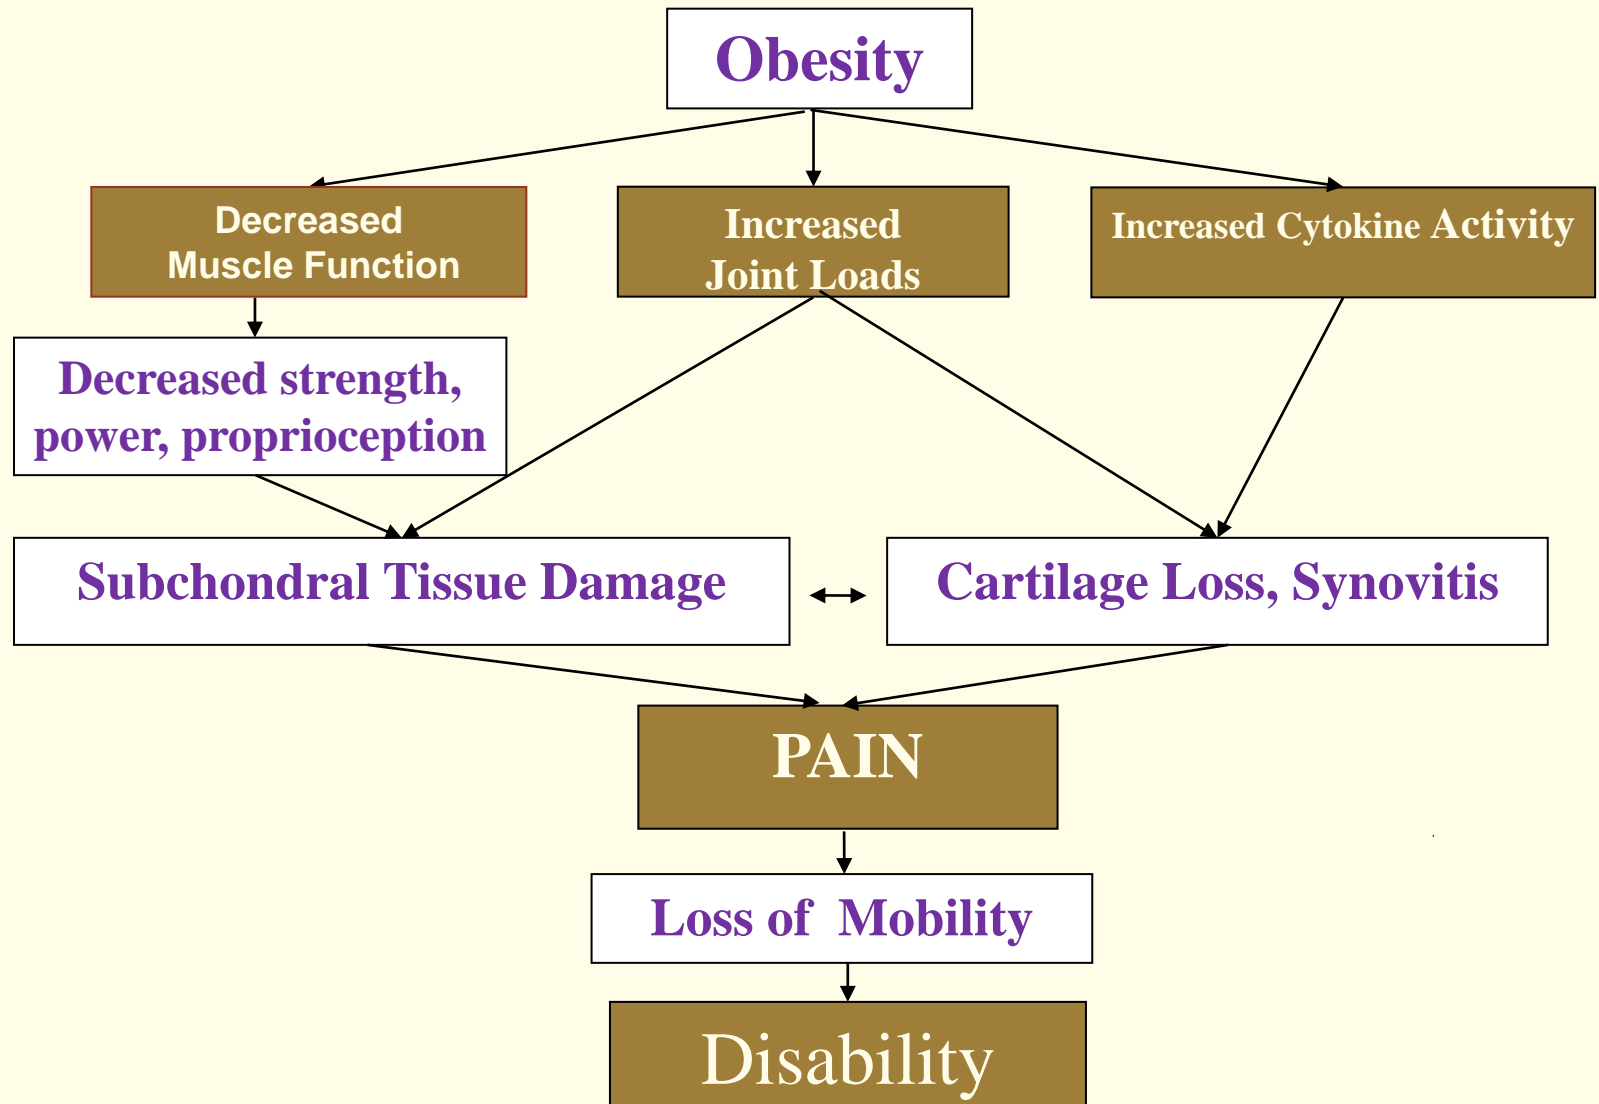 Obesity
Decreased
Muscle Function
Increased
Joint Loads
Increased Cytokine Activity
Decreased strength,
power, proprioception
Subchondral Tissue Damage
Cartilage Loss, Synovitis
PAIN
Loss of  Mobility
Disability